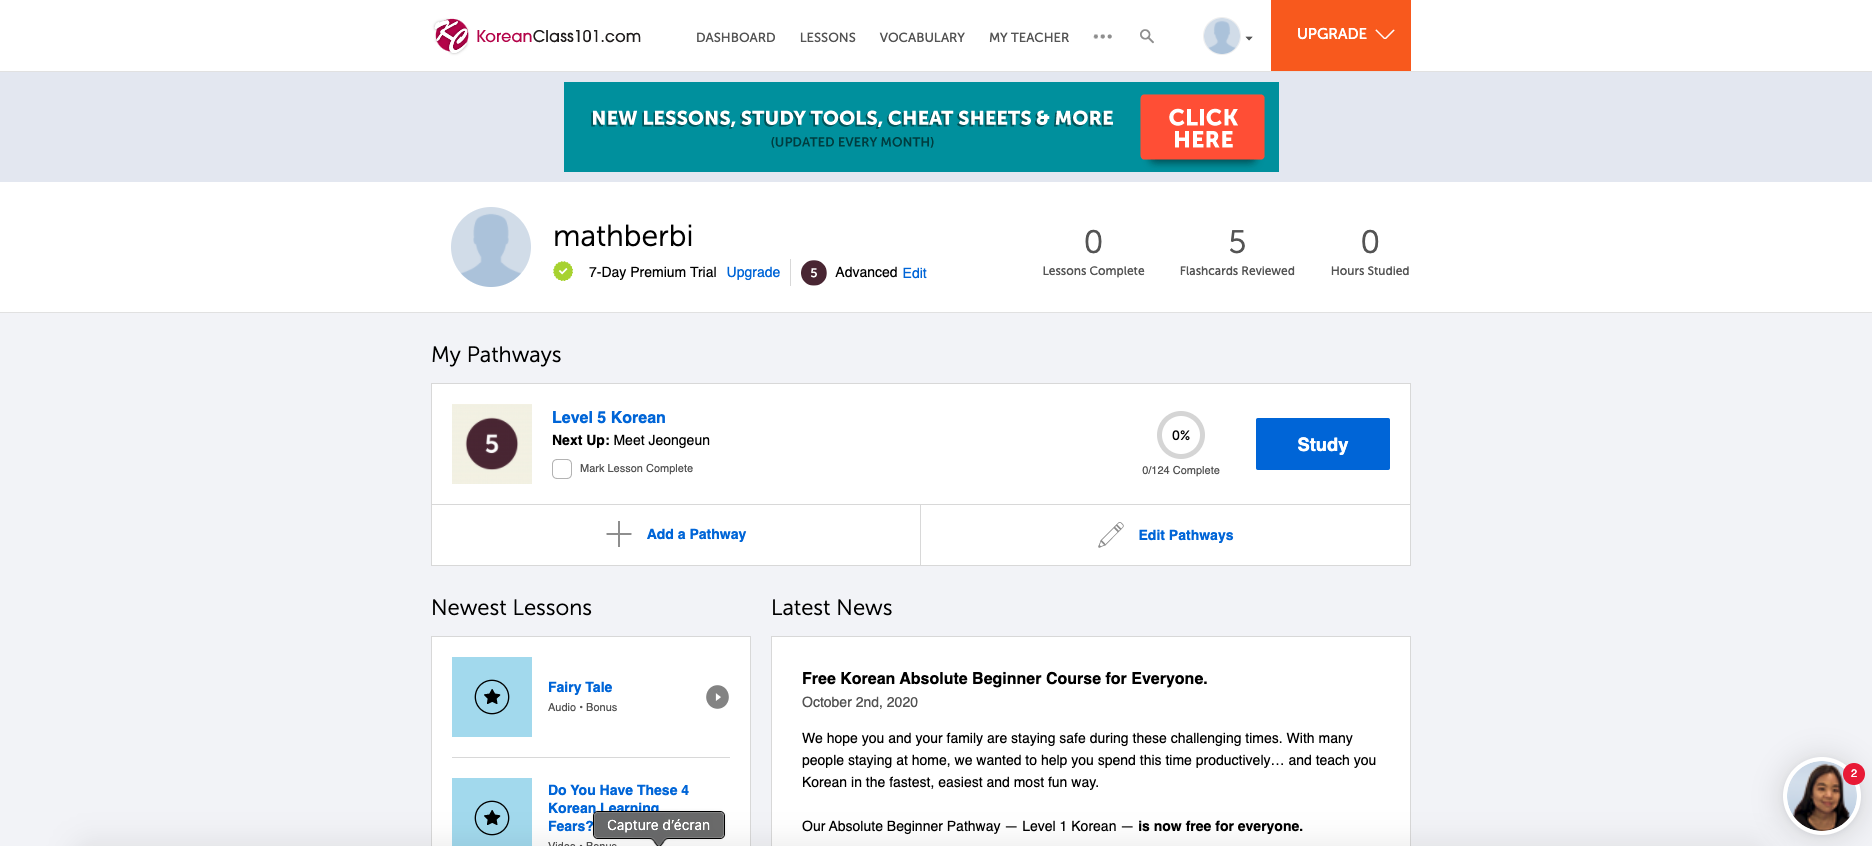 KoreanClass101.com
DASHBOARD
LESSONS
VOCABULARY
MY TEACHER
UPGRADE
NEW LESSONS, STUDY TOOLS, CHEAT SHEETS & MORE
(UPDATED EVERY MONTH)
CLICK
HERE
mathberbi
7-Day Premium Trial Upgrade
5 Advanced Edit
0
Lessons Complete
5
Flashcards Reviewed
0
Hours Studied
My Pathways
5
Level 5 Korean
Next Up: Meet Jeongeun
Mark Lesson Complete
0%
0/124 Complete
Study
Add a Pathway
Edit Pathways
Newest Lessons
Fairy Tale
Audio • Bonus
Do You Have These 4
Korean Learning
Fears?
Video • Bonus
Capture d'écran
Latest News
Free Korean Absolute Beginner Course for Everyone.
October 2nd, 2020
We hope you and your family are staying safe during these challenging times. With many
people staying at home, we wanted to help you spend this time productively… and teach you
Korean in the fastest, easiest and most fun way.
Our Absolute Beginner Pathway — Level 1 Korean — is now free for everyone.
2